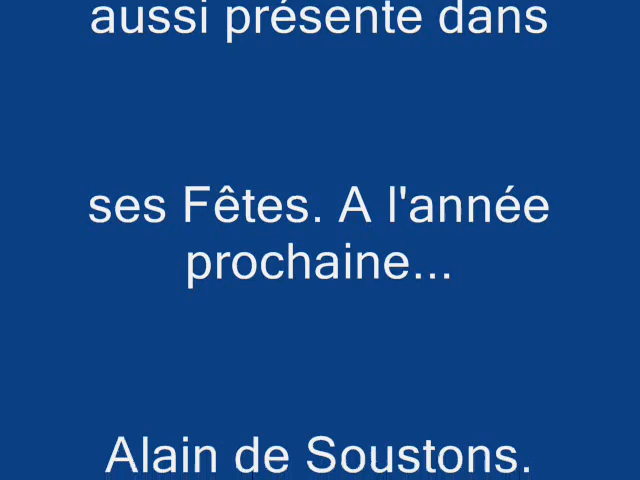 aussi présente dans
ses Fêtes. A l'année
prochaine...
Alain de Soustons.